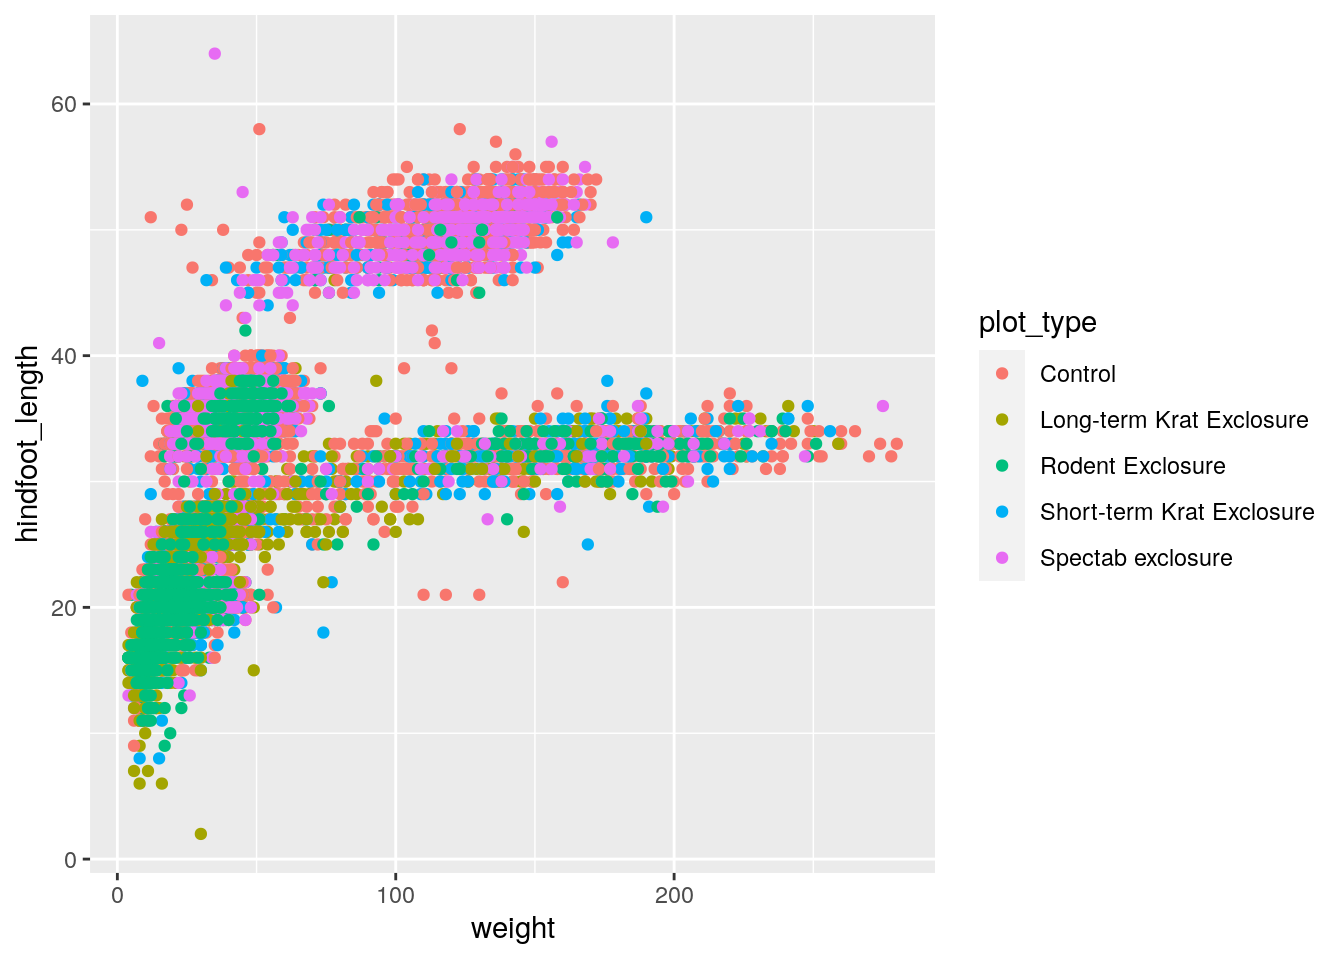 60
40
20
0
0 100 200
weight
hindfoot_length
plot_type
Control
Long-term Krat Exclosure
Rodent Exclosure
Short-term Krat Exclosure
Spectab exclosure